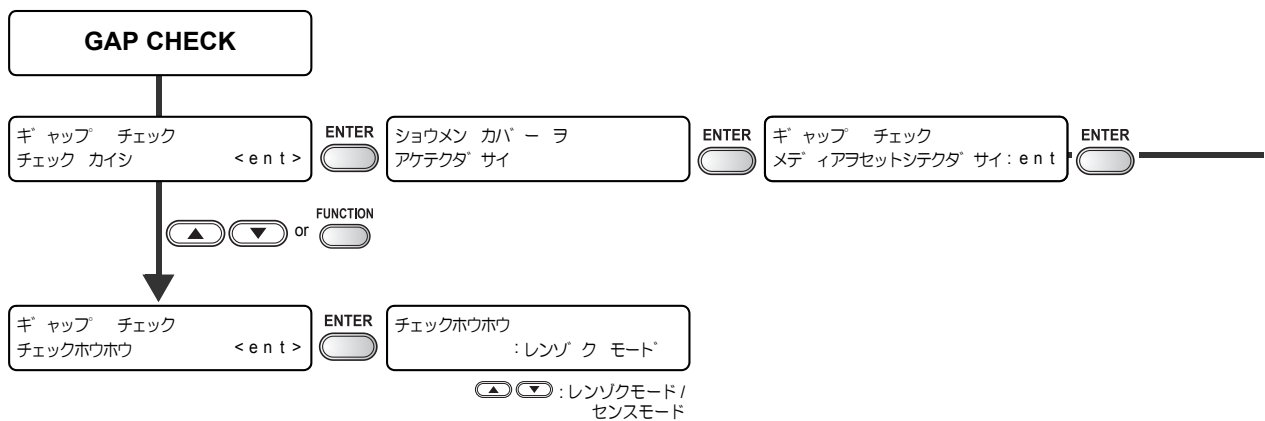 GAP CHECK
ギャップ チェック
チェック カイシ <ent>
ENTER
ショウメン カバー ヲ
アケテクダサイ
ENTER
ギャップ チェック
メディアヲセットシテクダサイ:ent
ENTER
or
FUNCTION
ギャップ チェック
チェックホウホウ <ent>
ENTER
チェックホウホウ
:レンゾク モード
:レンゾクモード /
センスモード